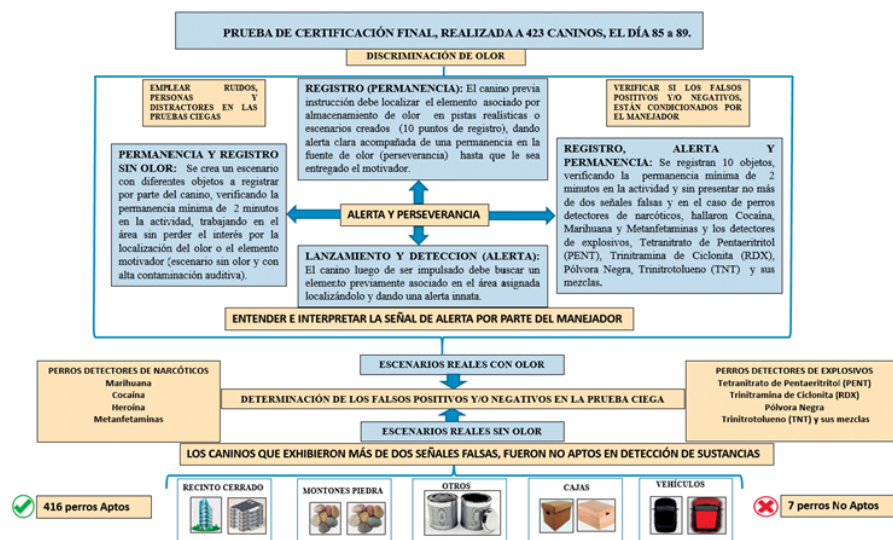 PRUEBA DE CERTIFICACIÓN FINAL, REALIZADA A 423 CANINOS, EL DÍA 85 a 89.
DISCRIMINACIÓN DE OLOR
EMPLEAR RUIDOS,
PERSONAS Y
DISTRACTORES EN LAS
PRUEBAS CIEGAS
REGISTRO (PERMANENCIA): El canino previa
instrucción debe localizar el elemento asociado por
almacenamiento de olor en pistas realísticas o
escenarios creados (10 puntos de registro), dando
alerta clara acompañada de una permanencia en la
fuente de olor (perseverancia) hasta que le sea
entregado el motivador.
VERIFICAR SI LOS FALSOS
POSITIVOS Y/O NEGATIVOS,
ESTÁN CONDICIONADOS POR
EL MANEJADOR
PERMANENCIA Y REGISTRO
SIN OLOR: Se crea un escenario
con diferentes objetos a registrar
por parte del canino, verificando la
permanencia mínima de 2 minutos
en la actividad, trabajando en el
área sin perder el interés por la
localización del olor o el elemento
motivador (escenario sin olor y con
alta contaminación auditiva).
ALERTA Y PERSEVERANCIA
REGISTRO, ALERTA Y
PERMANENCIA: Se registran 10 objetos,
verificando la permanencia mínima de 2
minutos en la actividad y sin presentar no más
de dos señales falsas y en el caso de perros
detectores de narcóticos, hallaron Cocaína,
Marihuana y Metanfetaminas y los detectores
de explosivos, Tetranitrato de Pentaeritritol
(PENT), Trinitramina de Ciclonita (RDX),
Pólvora Negra, Trinitrotolueno (TNT) y sus
mezclas.
LANZAMIENTO Y DETECCION (ALERTA):
El canino luego de ser impulsado debe buscar un
elemento previamente asociado en el área asignada
localizándolo y dando una alerta innata.
ENTENDER E INTERPRETAR LA SEÑAL DE ALERTA POR PARTE DEL MANEJADOR
ESCENARIOS REALES CON OLOR
PERROS DETECTORES DE NARCÓTICOS
Marihuana
Cocaína
Heroína
Metanfetaminas
DETERMINACIÓN DE LOS FALSOS POSITIVOS Y/O NEGATIVOS EN LA PRUEBA CIEGA
PERROS DETECTORES DE EXPLOSIVOS
Tetranitrato de Pentaeritritol (PENT)
Trinitramina de Ciclonita (RDX)
Pólvora Negra
Trinitrotolueno (TNT) y sus mezclas
ESCENARIOS REALES SIN OLOR
LOS CANINOS QUE EXHIBIERON MÁS DE DOS SEÑALES FALSAS, FUERON NO APTOS EN DETECCIÓN DE SUSTANCIAS
RECINTO CERRADO
MONTONES PIEDRA
OTROS
CAJAS
VEHÍCULOS
416 perros Aptos
7 perros No Aptos